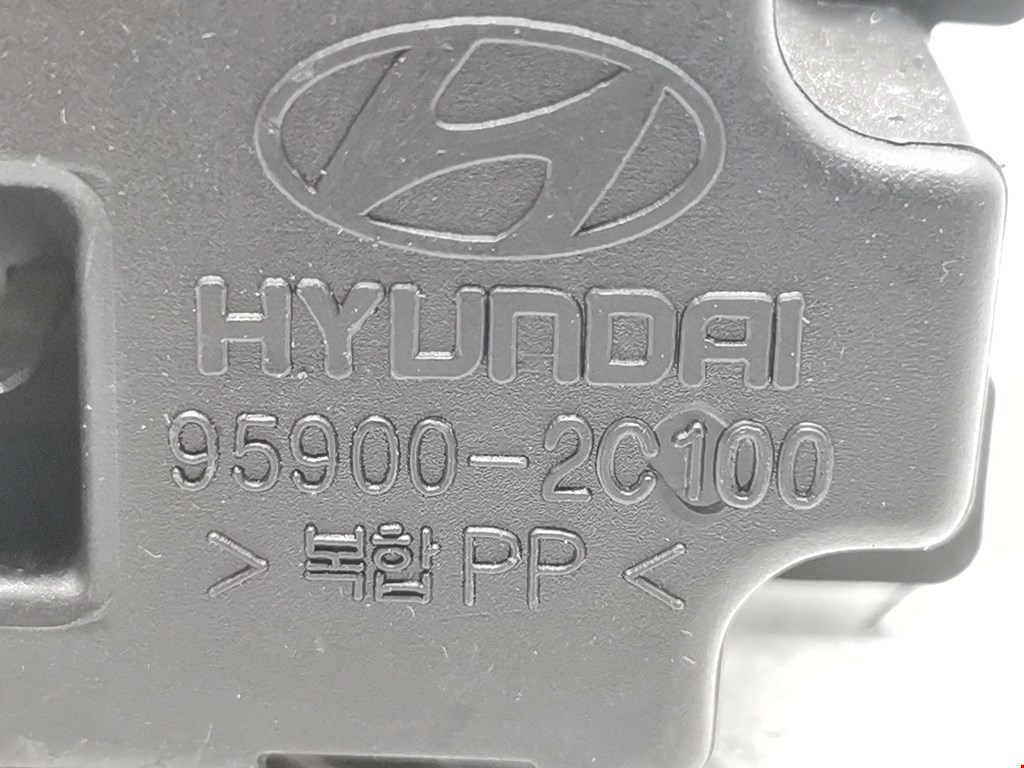 HYUNDAI
95900-2C100
> 복합 PP <